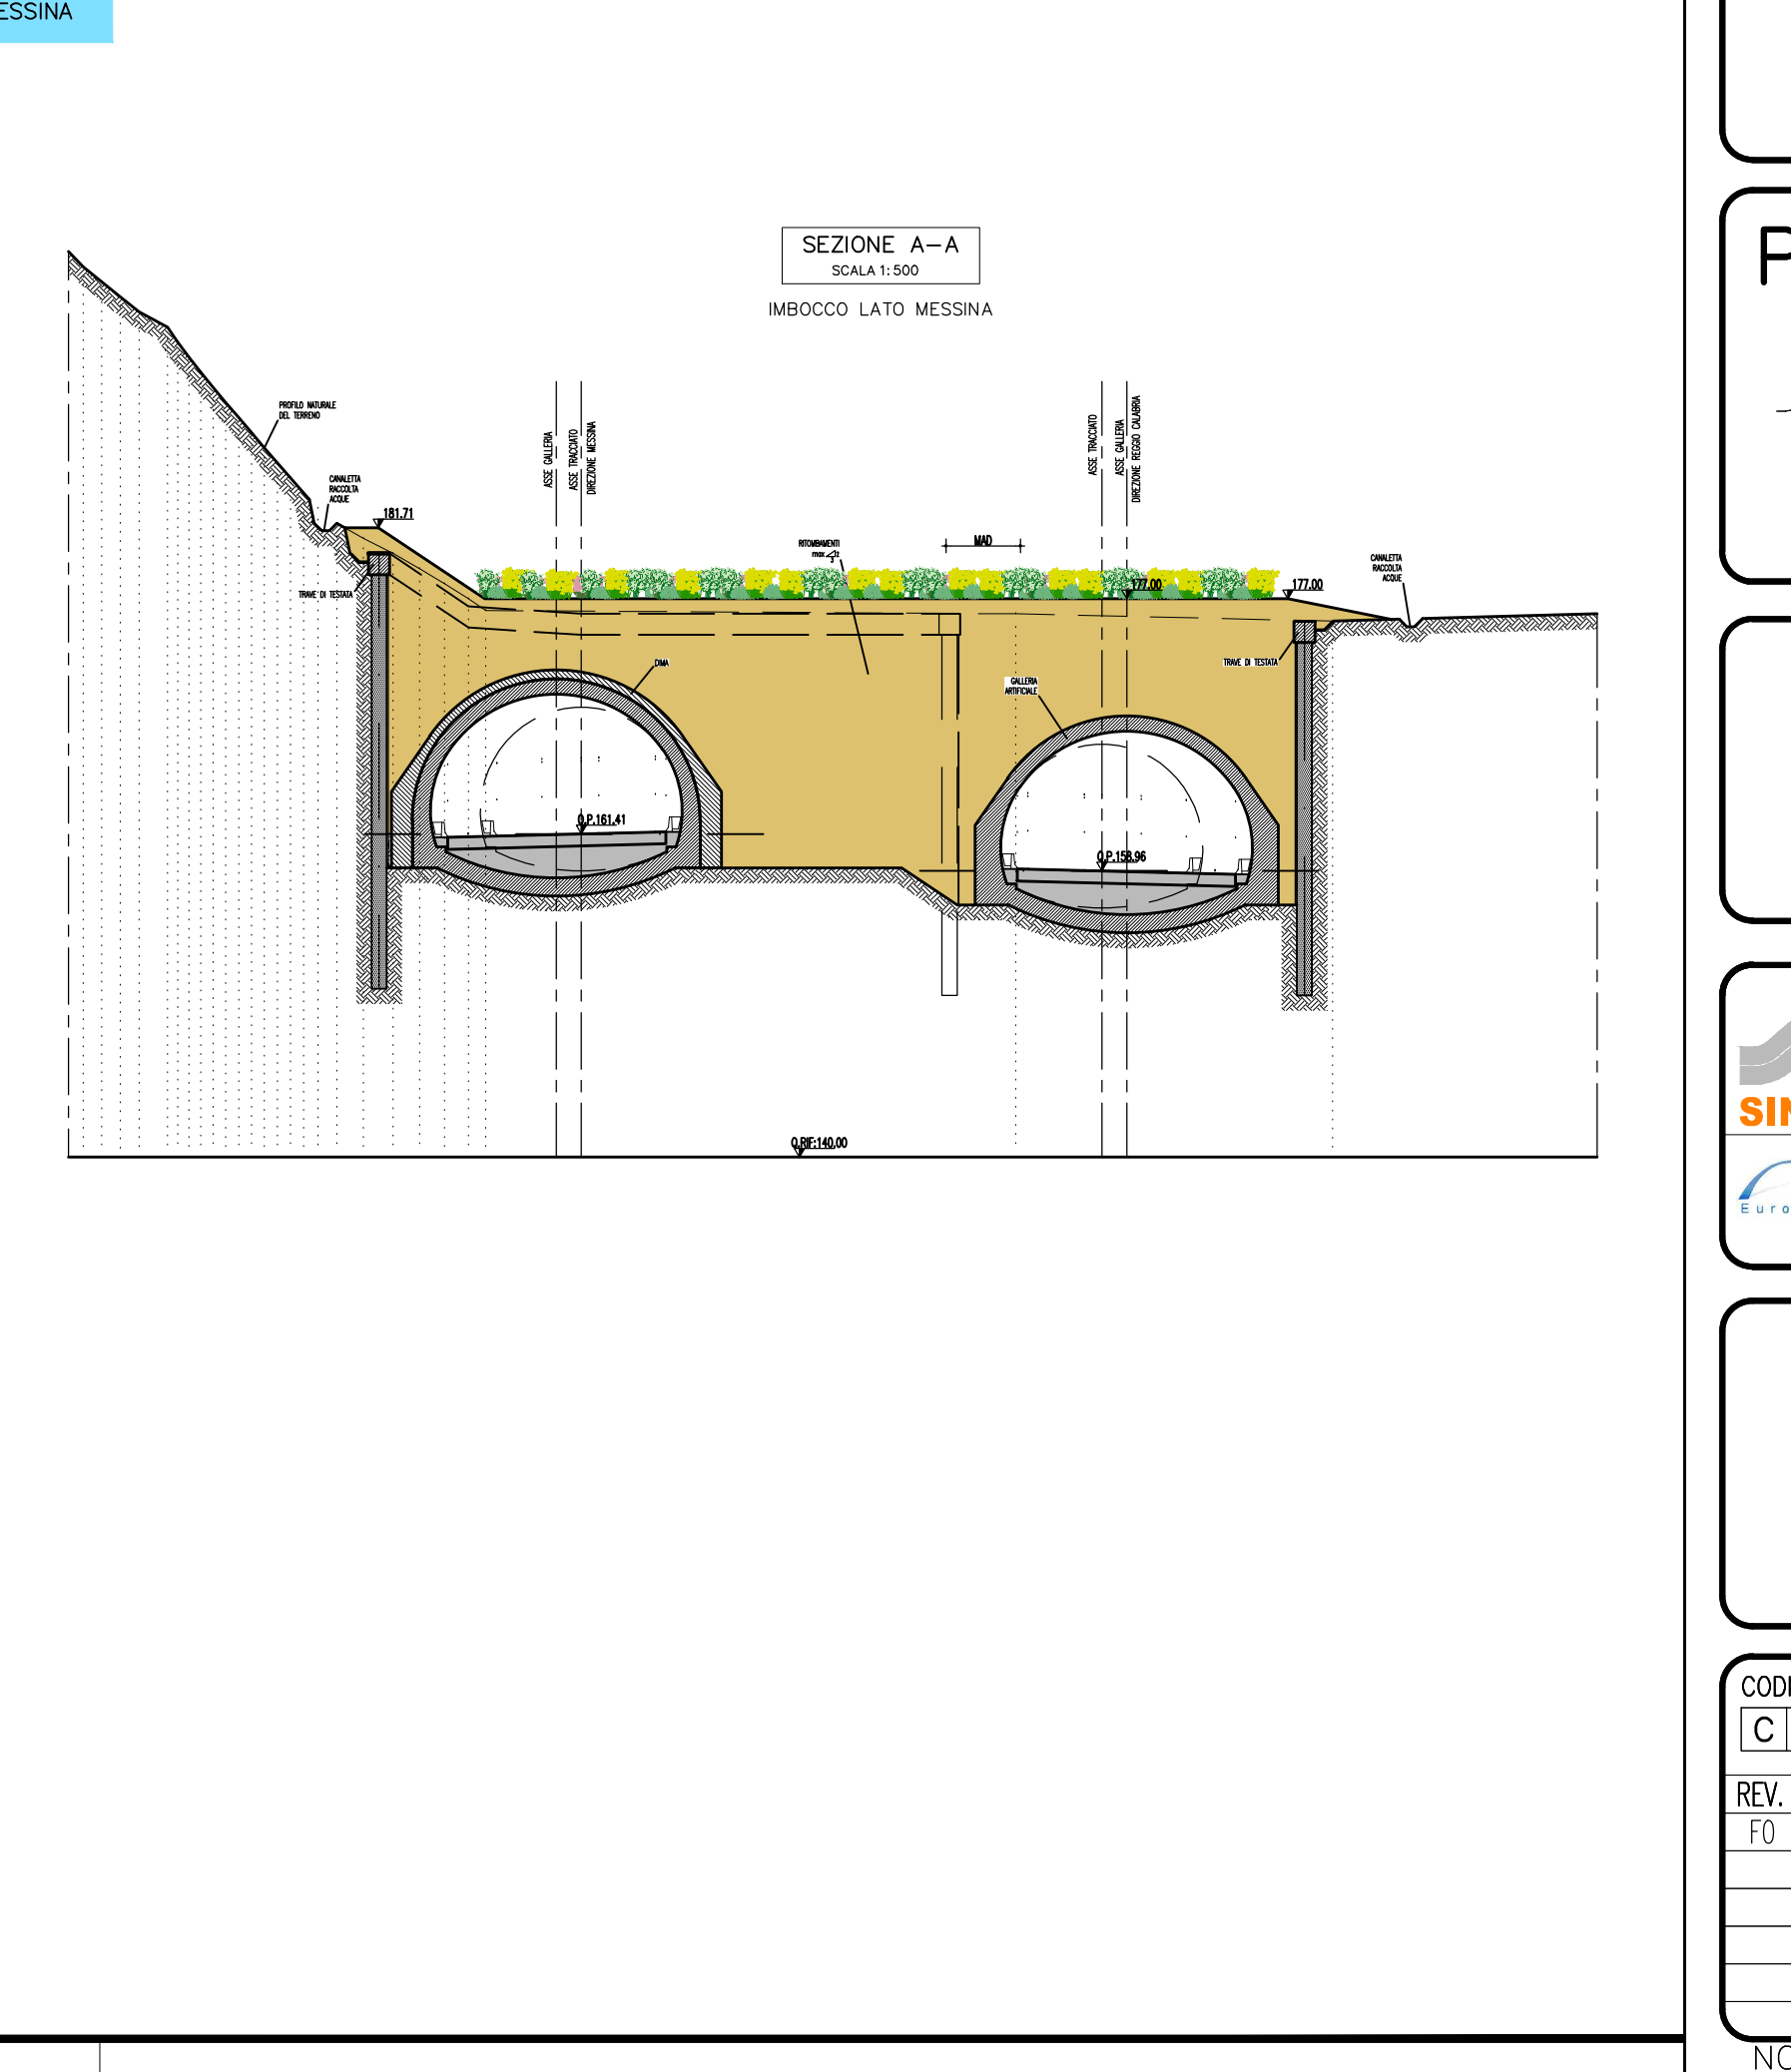 ESSINA
SEZIONE A-A
SCALA 1:500
IMBOCCO LATO MESSINA
PROFILO NATURALE
DEL TERRENO
CANALETTA
RACCOLTA
ACQUE
181.71
TRAVE DI TESTATA
ASSE GALLERIA
ASSE TRACCIATO
DIREZIONE MESSINA
RITOMBAMENTI
max
MAD
ASSE TRACCIATO
ASSE GALLERIA
DIREZIONE REGGIO CALABRIA
177.00
177.00
CANALETTA
RACCOLTA
ACQUE
TRAVE DI TESTATA
DIMA
GALLERIA
ARTIFICIALE
Q.P.161.41
Q.P.158.96
Q.RIF:140.00
P
SIN
Euro
CODI
C
REV.
F0
NO